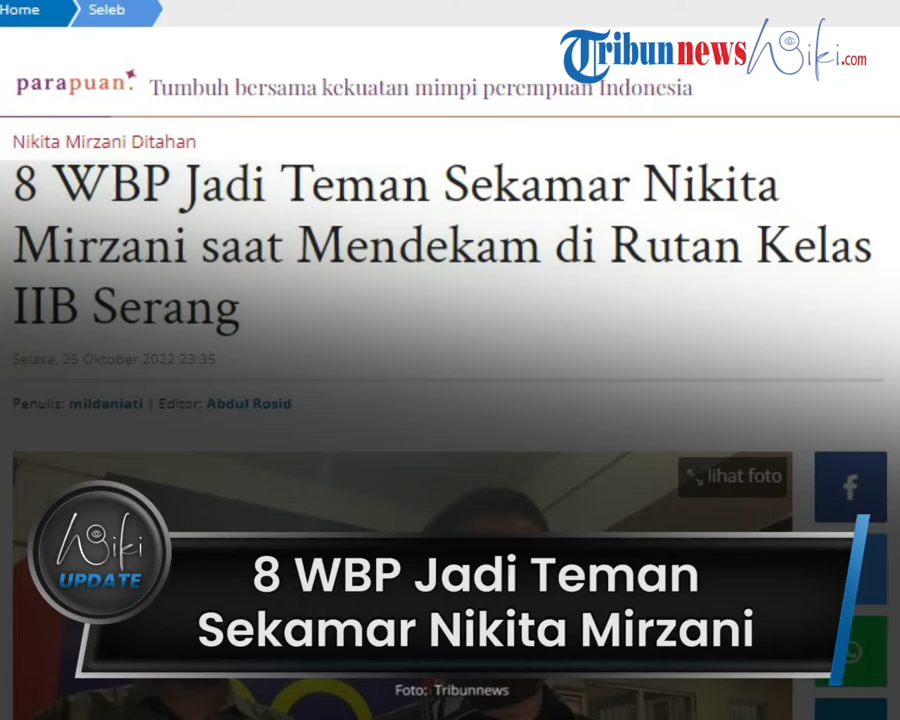 Home Seleb
Tribunnews Wiki.com
parapuan. Tumbuh bersama kekuatan mimpi perempuan Indonesia
Nikita Mirzani Ditahan
8 WBP Jadi Teman Sekamar Nikita
Mirzani saat Mendekam di Rutan Kelas
IIB Serang
Selasa, 25 Oktober 2022 23:35
Penulis: mildaniati | Editor: Abdul Rosid
lihat foto
Wiki
UPDATE
8 WBP Jadi Teman
Sekamar Nikita Mirzani
Foto: Tribunnews